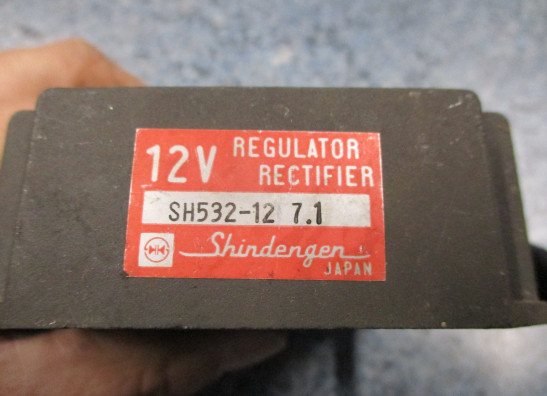 12V REGULATOR
RECTIFIER
SH532-12 7.1
Shindengen
JAPAN